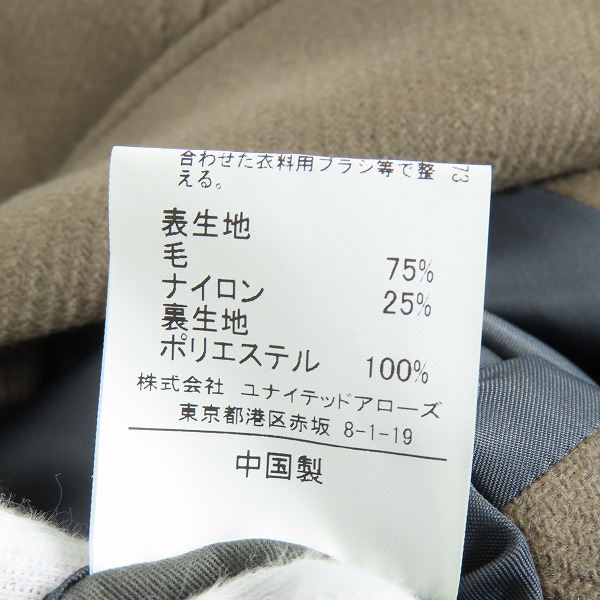 合わせた衣料用ブラシ等で整
える。
73
表生地
毛 75%
ナイロン 25%
裏生地
ポリエステル 100%
株式会社 ユナイテッドアローズ
東京都港区赤坂 8-1-19
中国製